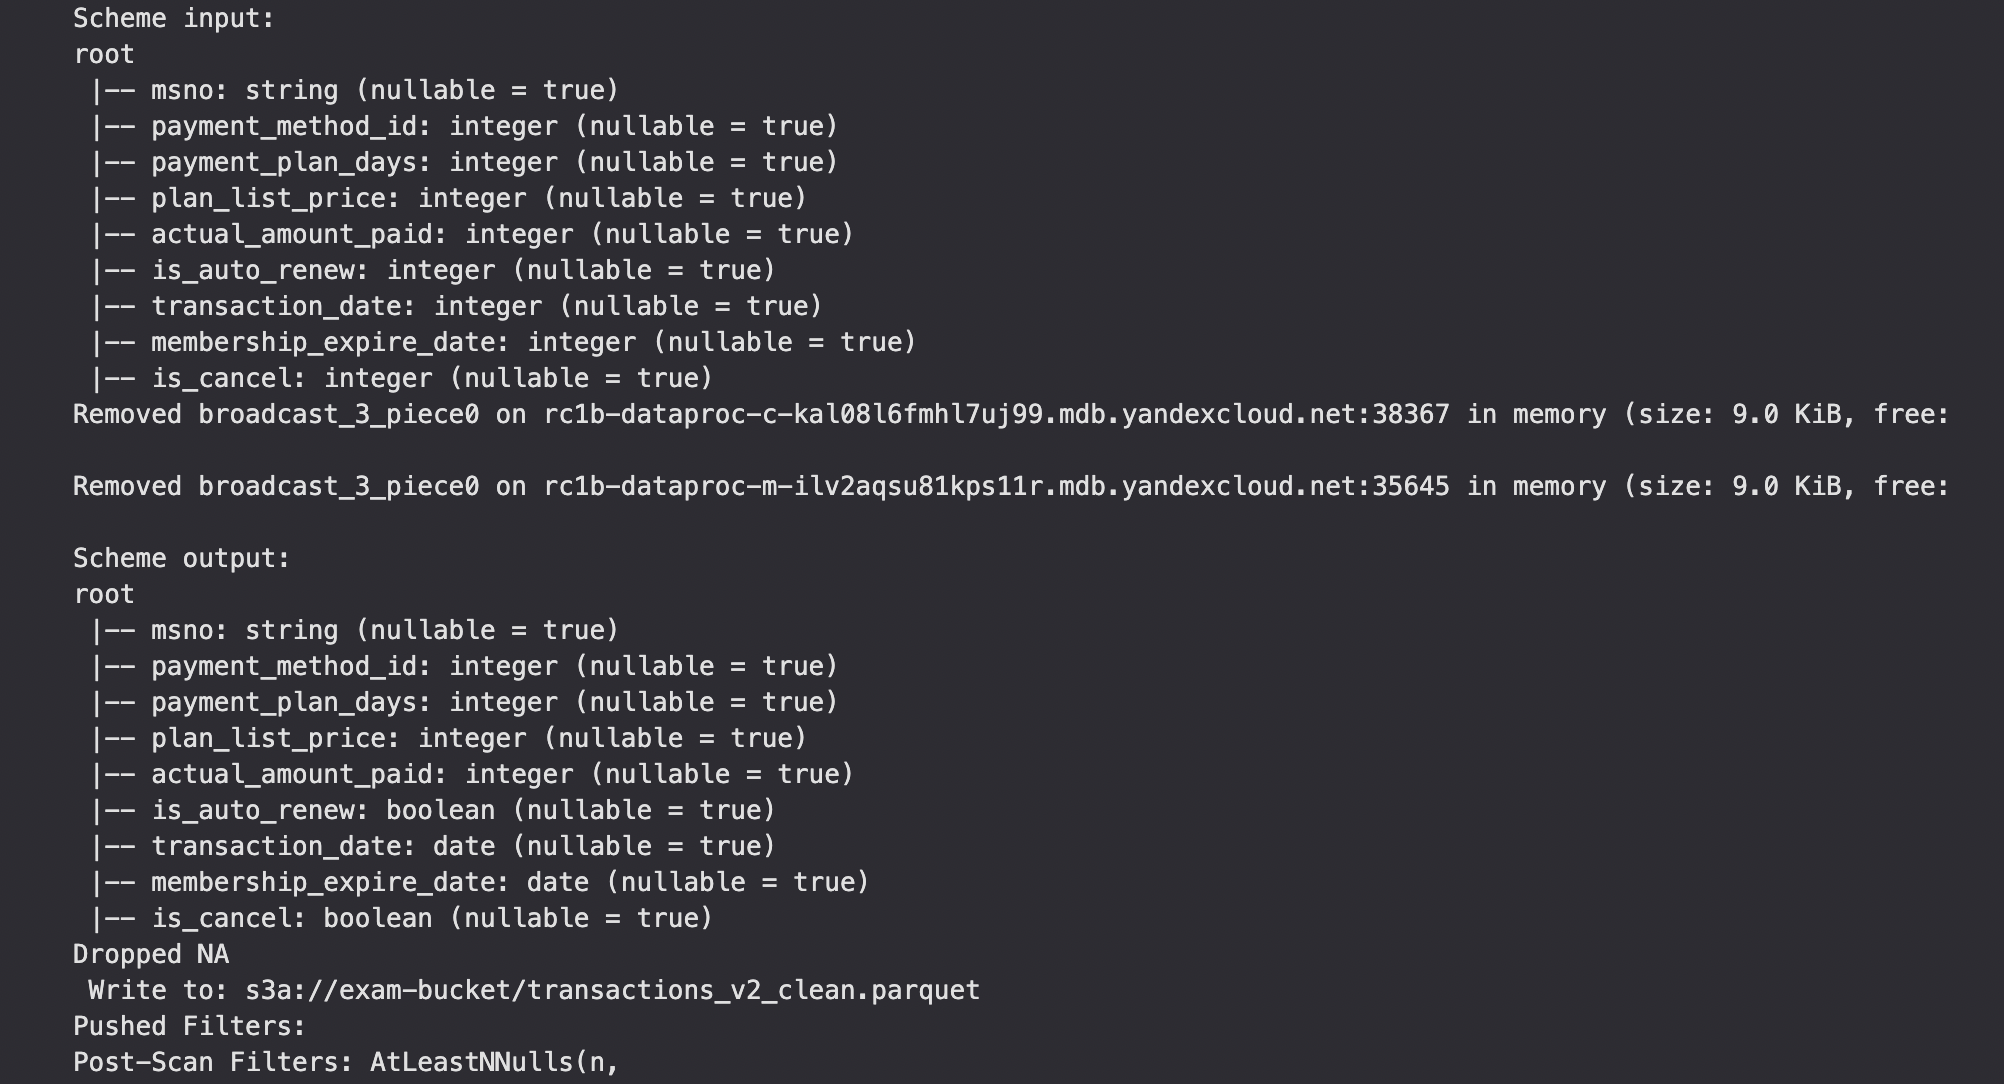 Scheme input:
root
 |-- msno: string (nullable = true)
 |-- payment_method_id: integer (nullable = true)
 |-- payment_plan_days: integer (nullable = true)
 |-- plan_list_price: integer (nullable = true)
 |-- actual_amount_paid: integer (nullable = true)
 |-- is_auto_renew: integer (nullable = true)
 |-- transaction_date: integer (nullable = true)
 |-- membership_expire_date: integer (nullable = true)
 |-- is_cancel: integer (nullable = true)
Removed broadcast_3_piece0 on rc1b-dataproc-c-kal08l6fmhl7uj99.mdb.yandexcloud.net:38367 in memory (size: 9.0 KiB, free:
Removed broadcast_3_piece0 on rc1b-dataproc-m-ilv2aqsu81kps11r.mdb.yandexcloud.net:35645 in memory (size: 9.0 KiB, free:
Scheme output:
root
 |-- msno: string (nullable = true)
 |-- payment_method_id: integer (nullable = true)
 |-- payment_plan_days: integer (nullable = true)
 |-- plan_list_price: integer (nullable = true)
 |-- actual_amount_paid: integer (nullable = true)
 |-- is_auto_renew: boolean (nullable = true)
 |-- transaction_date: date (nullable = true)
 |-- membership_expire_date: date (nullable = true)
 |-- is_cancel: boolean (nullable = true)
Dropped NA
 Write to: s3a://exam-bucket/transactions_v2_clean.parquet
Pushed Filters:
Post-Scan Filters: AtLeastNNulls(n,